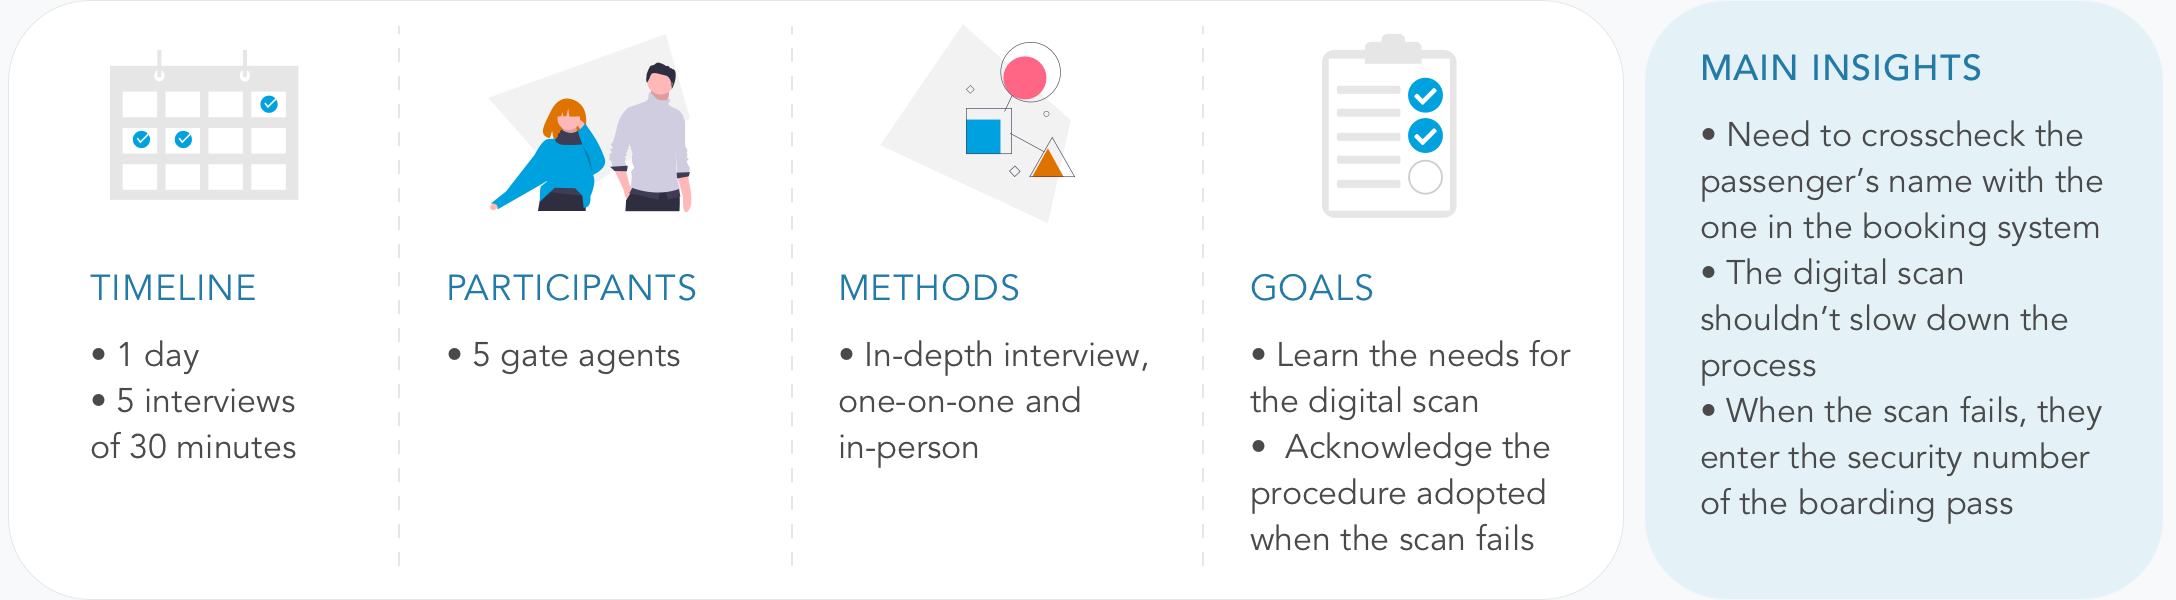 TIMELINE
• 1 day
• 5 interviews
of 30 minutes
PARTICIPANTS
• 5 gate agents
METHODS
• In-depth interview,
one-on-one and
in-person
GOALS
• Learn the needs for
the digital scan
• Acknowledge the
procedure adopted
when the scan fails
MAIN INSIGHTS
• Need to crosscheck the
passenger’s name with the
one in the booking system
• The digital scan
shouldn’t slow down the
process
• When the scan fails, they
enter the security number
of the boarding pass